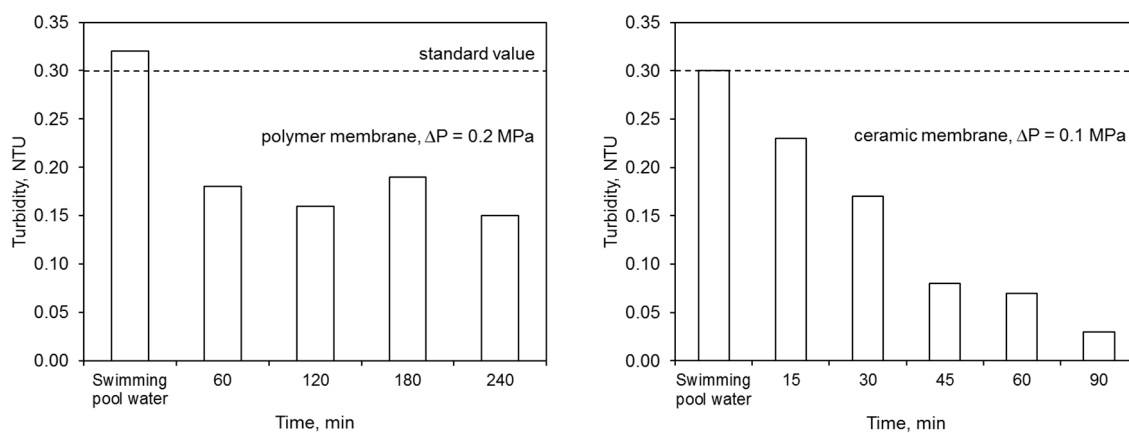 0.35
0.30
0.25
0.20
0.15
0.10
0.05
0.00
Turbidity, NTU
standard value
polymer membrane, ΔP = 0.2 MPa
Swimming
pool water
60
120
180
240
Time, min
0.35
0.30
0.25
0.20
0.15
0.10
0.05
0.00
Turbidity, NTU
ceramic membrane, ΔP = 0.1 MPa
Swimming
pool water
15
30
45
60
90
Time, min